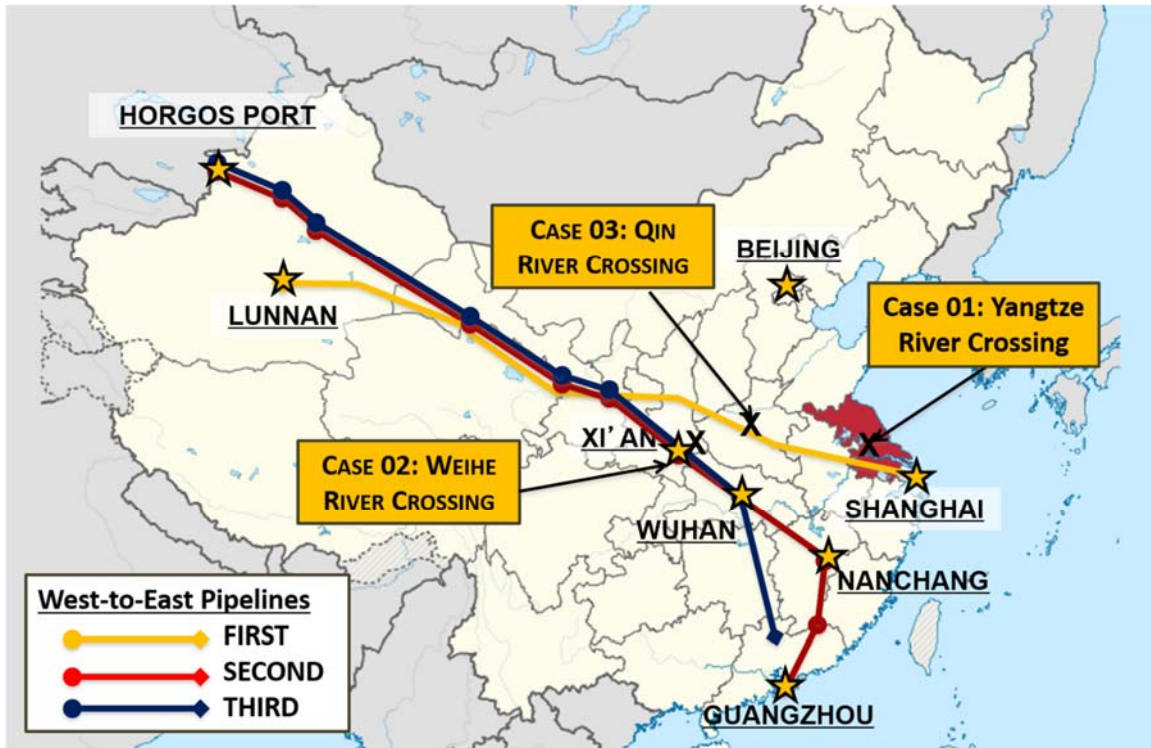 HORGOS PORT
CASE 03: QIN
RIVER CROSSING
BEIJING
LUNNAN
Case 01: Yangtze
River Crossing
X
X
XI' AN X
CASE 02: WEIHE
RIVER CROSSING
SHANGHAI
WUHAN
NANCHANG
West-to-East Pipelines
FIRST
SECOND
THIRD
GUANGZHOU